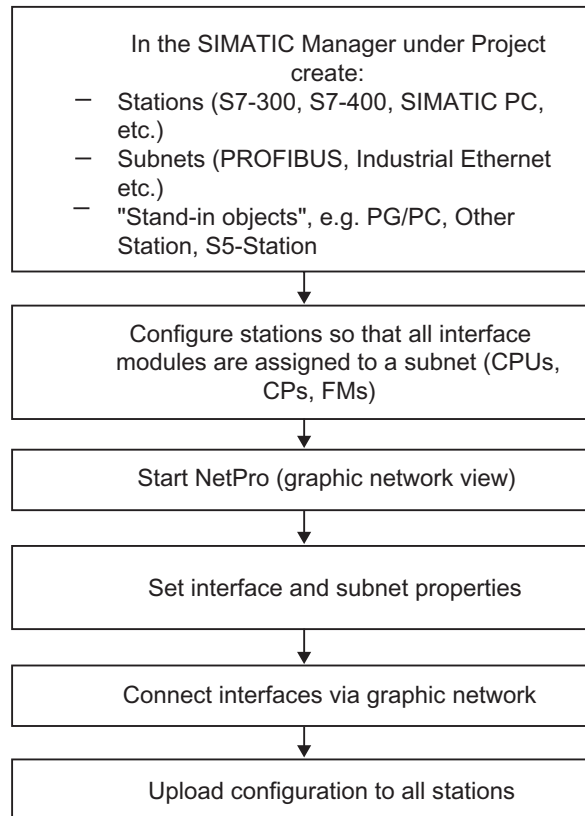 In the SIMATIC Manager under Project
create:
— Stations (S7-300, S7-400, SIMATIC PC,
etc.)
— Subnets (PROFIBUS, Industrial Ethernet
etc.)
— "Stand-in objects", e.g. PG/PC, Other
Station, S5-Station
Configure stations so that all interface
modules are assigned to a subnet (CPUs,
CPs, FMs)
Start NetPro (graphic network view)
Set interface and subnet properties
Connect interfaces via graphic network
Upload configuration to all stations